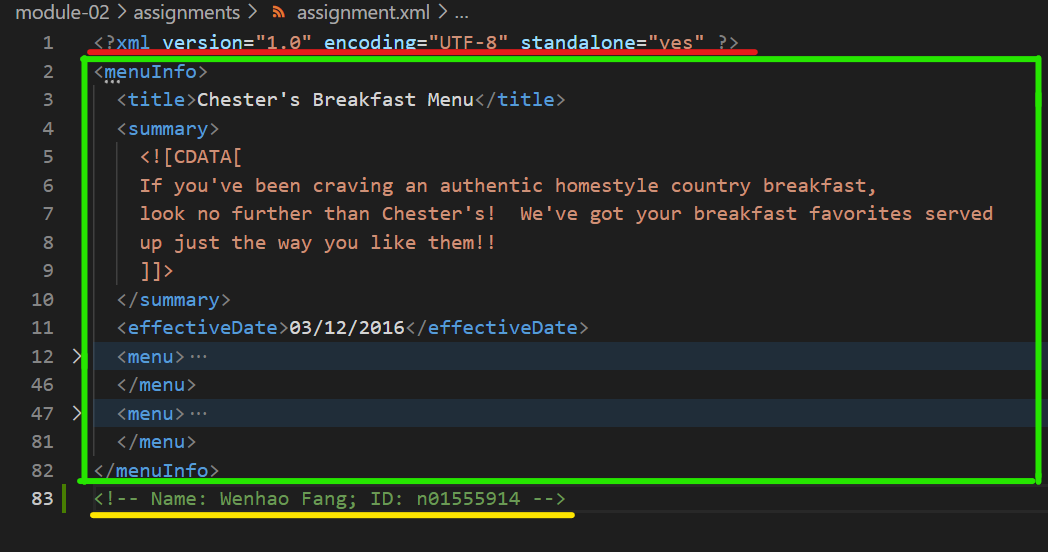 module-02 > assignments > assignment.xml > ...
1 <?xml version="1.0" encoding="UTF-8" standalone="yes" ?>
2 <menuInfo>
3 <title>Chester's Breakfast Menu</title>
4 <summary>
5 <![CDATA[
6 If you've been craving an authentic homestyle country breakfast,
7 look no further than Chester's!  We've got your breakfast favorites served
8 up just the way you like them!!
9 ]]>
10 </summary>
11 <effectiveDate>03/12/2016</effectiveDate>
12 > <menu>...
46 </menu>
47 > <menu>...
81 </menu>
82 </menuInfo>
83 <!-- Name: Wenhao Fang; ID: n01555914 -->